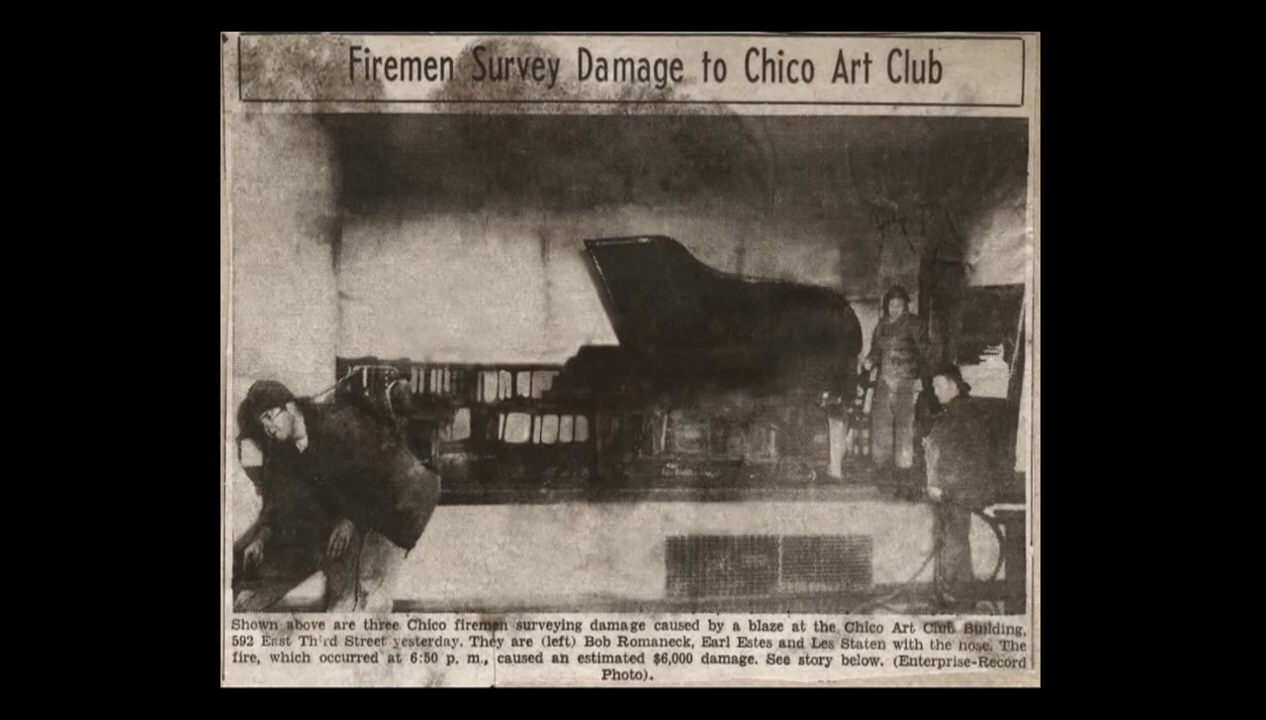 Firemen Survey Damage to Chico Art Club
Shown above are three Chico firemen surveying damage caused by a blaze at the Chico Art Club Building,
592 East Third Street yesterday. They are (left) Bob Romaneck, Earl Estes and Les Staten with the hose. The
fire, which occurred at 6:50 p. m., caused an estimated $6,000 damage. See story below. (Enterprise-Record
Photo).